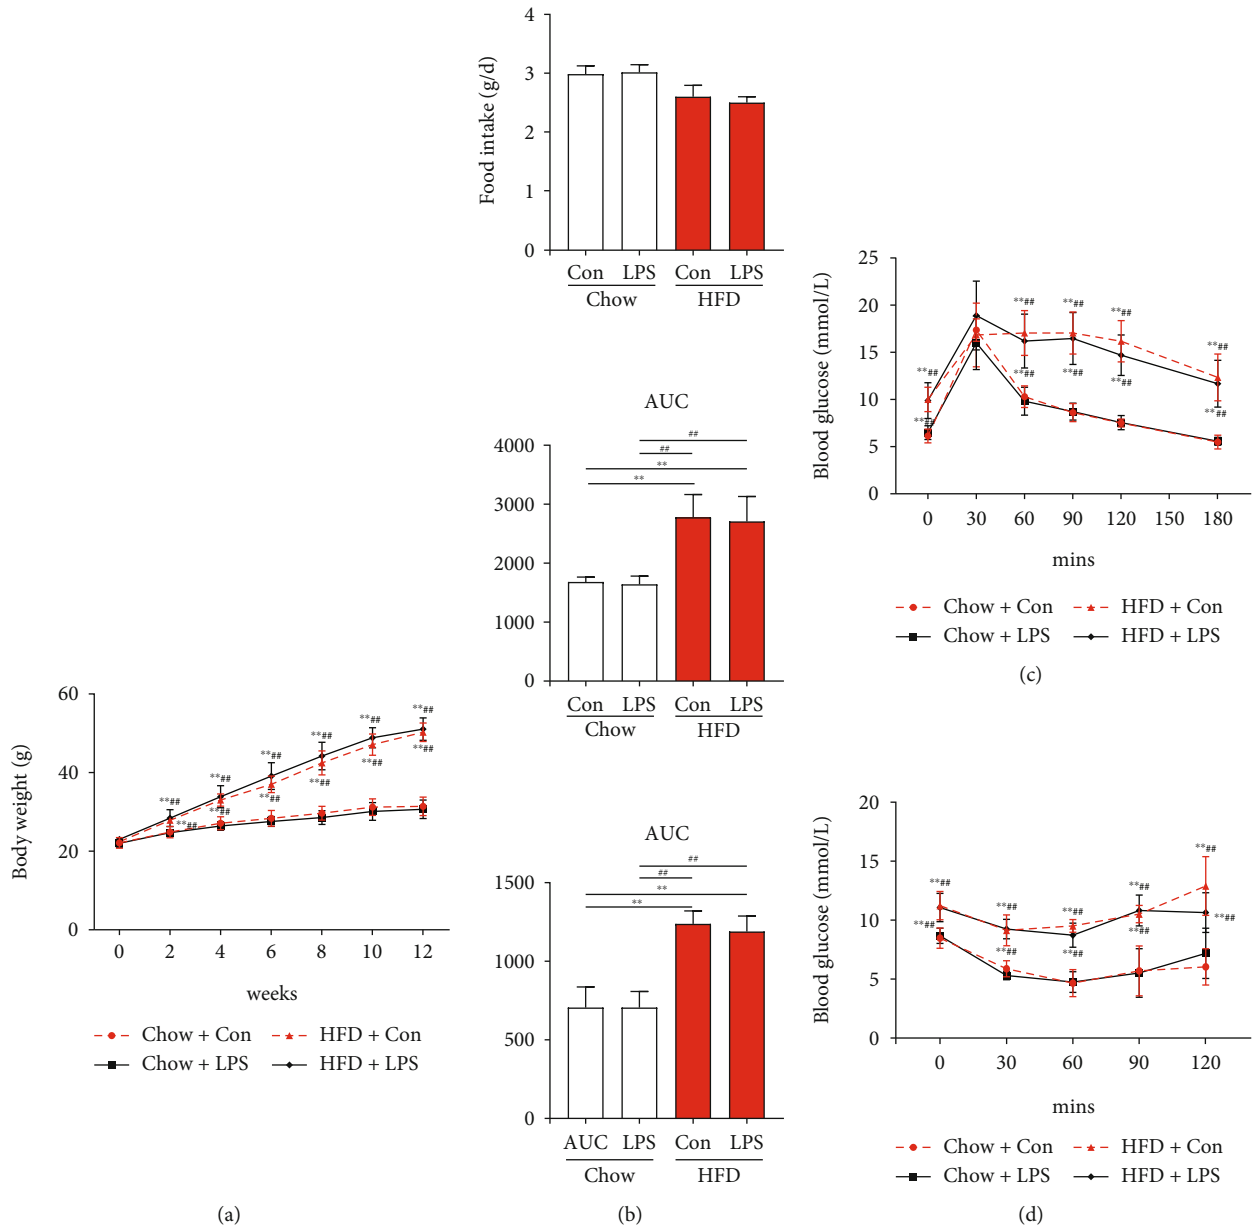 4
3
2
1
0
Food intake (g/d)
Con LPS Con LPS
Chow HFD
AUC
4000
3000
2000
1000
0
##
##
**
**
Con LPS Con LPS
Chow HFD
AUC
1500
1000
500
0
##
##
**
**
AUC LPS Con LPS
Chow HFD
(b)
60
40
20
0
Body weight (g)
**## **## **## **## **## **##
**## **## **## **## **## **##
0 2 4 6 8 10 12
weeks
Chow + Con HFD + Con
Chow + LPS HFD + LPS
(a)
25
20
15
10
5
0
Blood glucose (mmol/L)
**## **## **## **## **##
**## **## **## **## **##
0 30 60 90 120 150 180
mins
Chow + Con HFD + Con
Chow + LPS HFD + LPS
(c)
20
15
10
5
0
Blood glucose (mmol/L)
**## **## **## **## **##
**## **## **## **## **##
0 30 60 90 120
mins
Chow + Con HFD + Con
Chow + LPS HFD + LPS
(d)